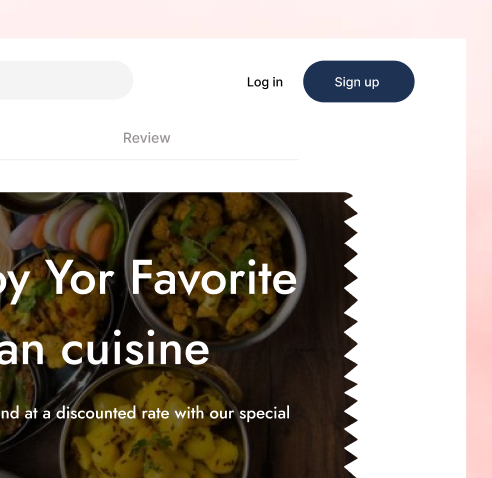 Log in
Sign up
Review
oy Yor Favorite
an cuisine
nd at a discounted rate with our special